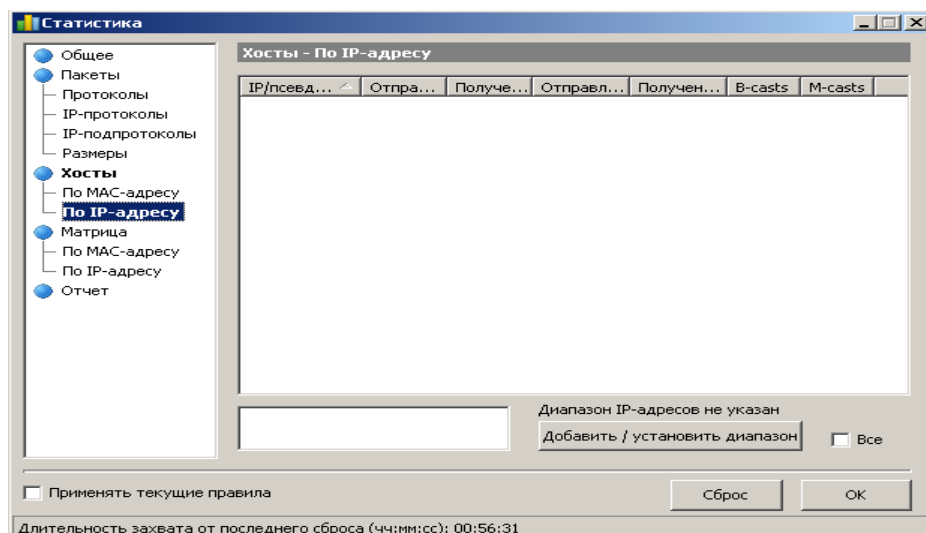 Статистика
Общее
Пакеты
Протоколы
IP-протоколы
IP-подпротоколы
Размеры
Хосты
По MAC-адресу
По IP-адресу
Матрица
По MAC-адресу
По IP-адресу
Отчет
Хосты - По IP-адресу
IP/псевд... Отпра... Получе... Отправл... Получен... B-casts M-casts
Диапазон IP-адресов не указан
Добавить / установить диапазон
Все
Применять текущие правила
Сброс
OK
Длительность захвата от последнего сброса (чч:мм:сс): 00:56:31